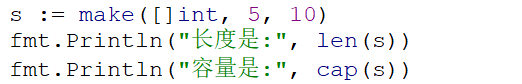 s := make([]int, 5, 10)
fmt.Println("长度是:", len(s))
fmt.Println("容量是:", cap(s))